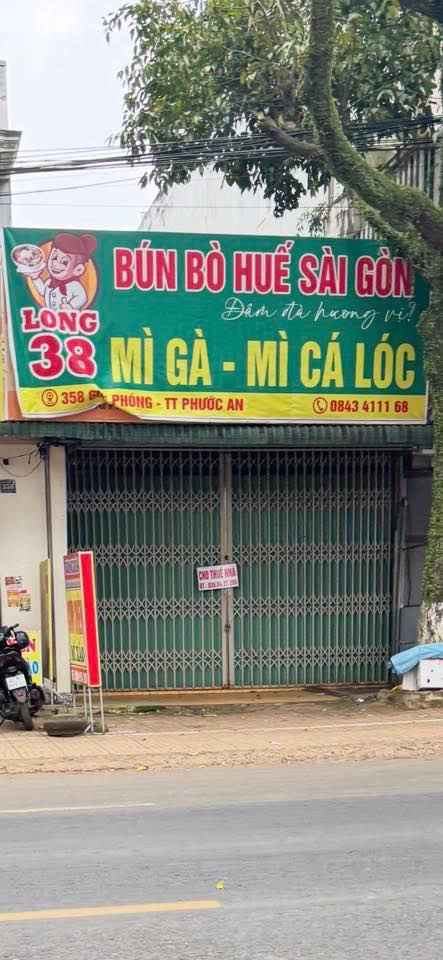 BÚN BÒ HUẾ SÀI GÒN
Đậm đà hương vị!
LONG
38
MÌ GÀ - MÌ CÁ LÓC
358 PHÓNG - TT PHƯỚC AN
0843 4111 68
CHO THUÊ NHÀ